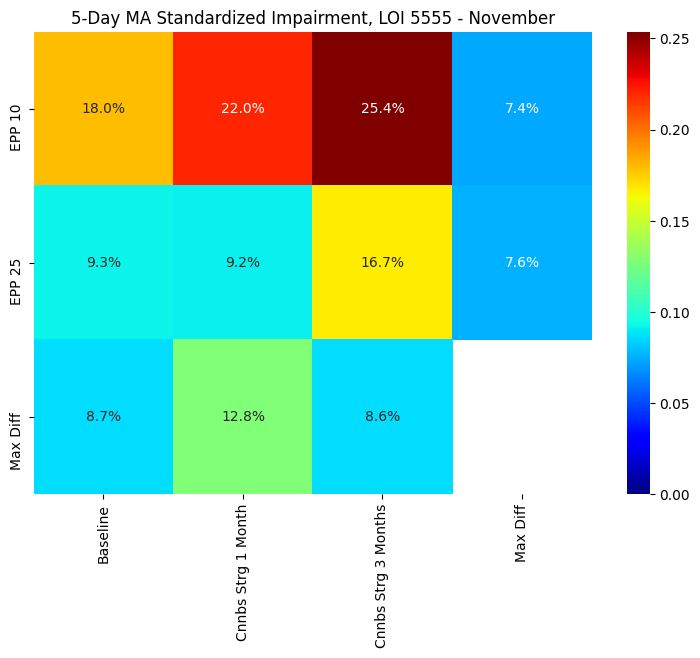 5-Day MA Standardized Impairment, LOI 5555 - November
EPP 10
18.0%
22.0%
25.4%
7.4%
EPP 25
9.3%
9.2%
16.7%
7.6%
Max Diff
8.7%
12.8%
8.6%
Baseline
Cnnbs Strg 1 Month
Cnnbs Strg 3 Months
Max Diff
0.25
0.20
0.15
0.10
0.05
0.00